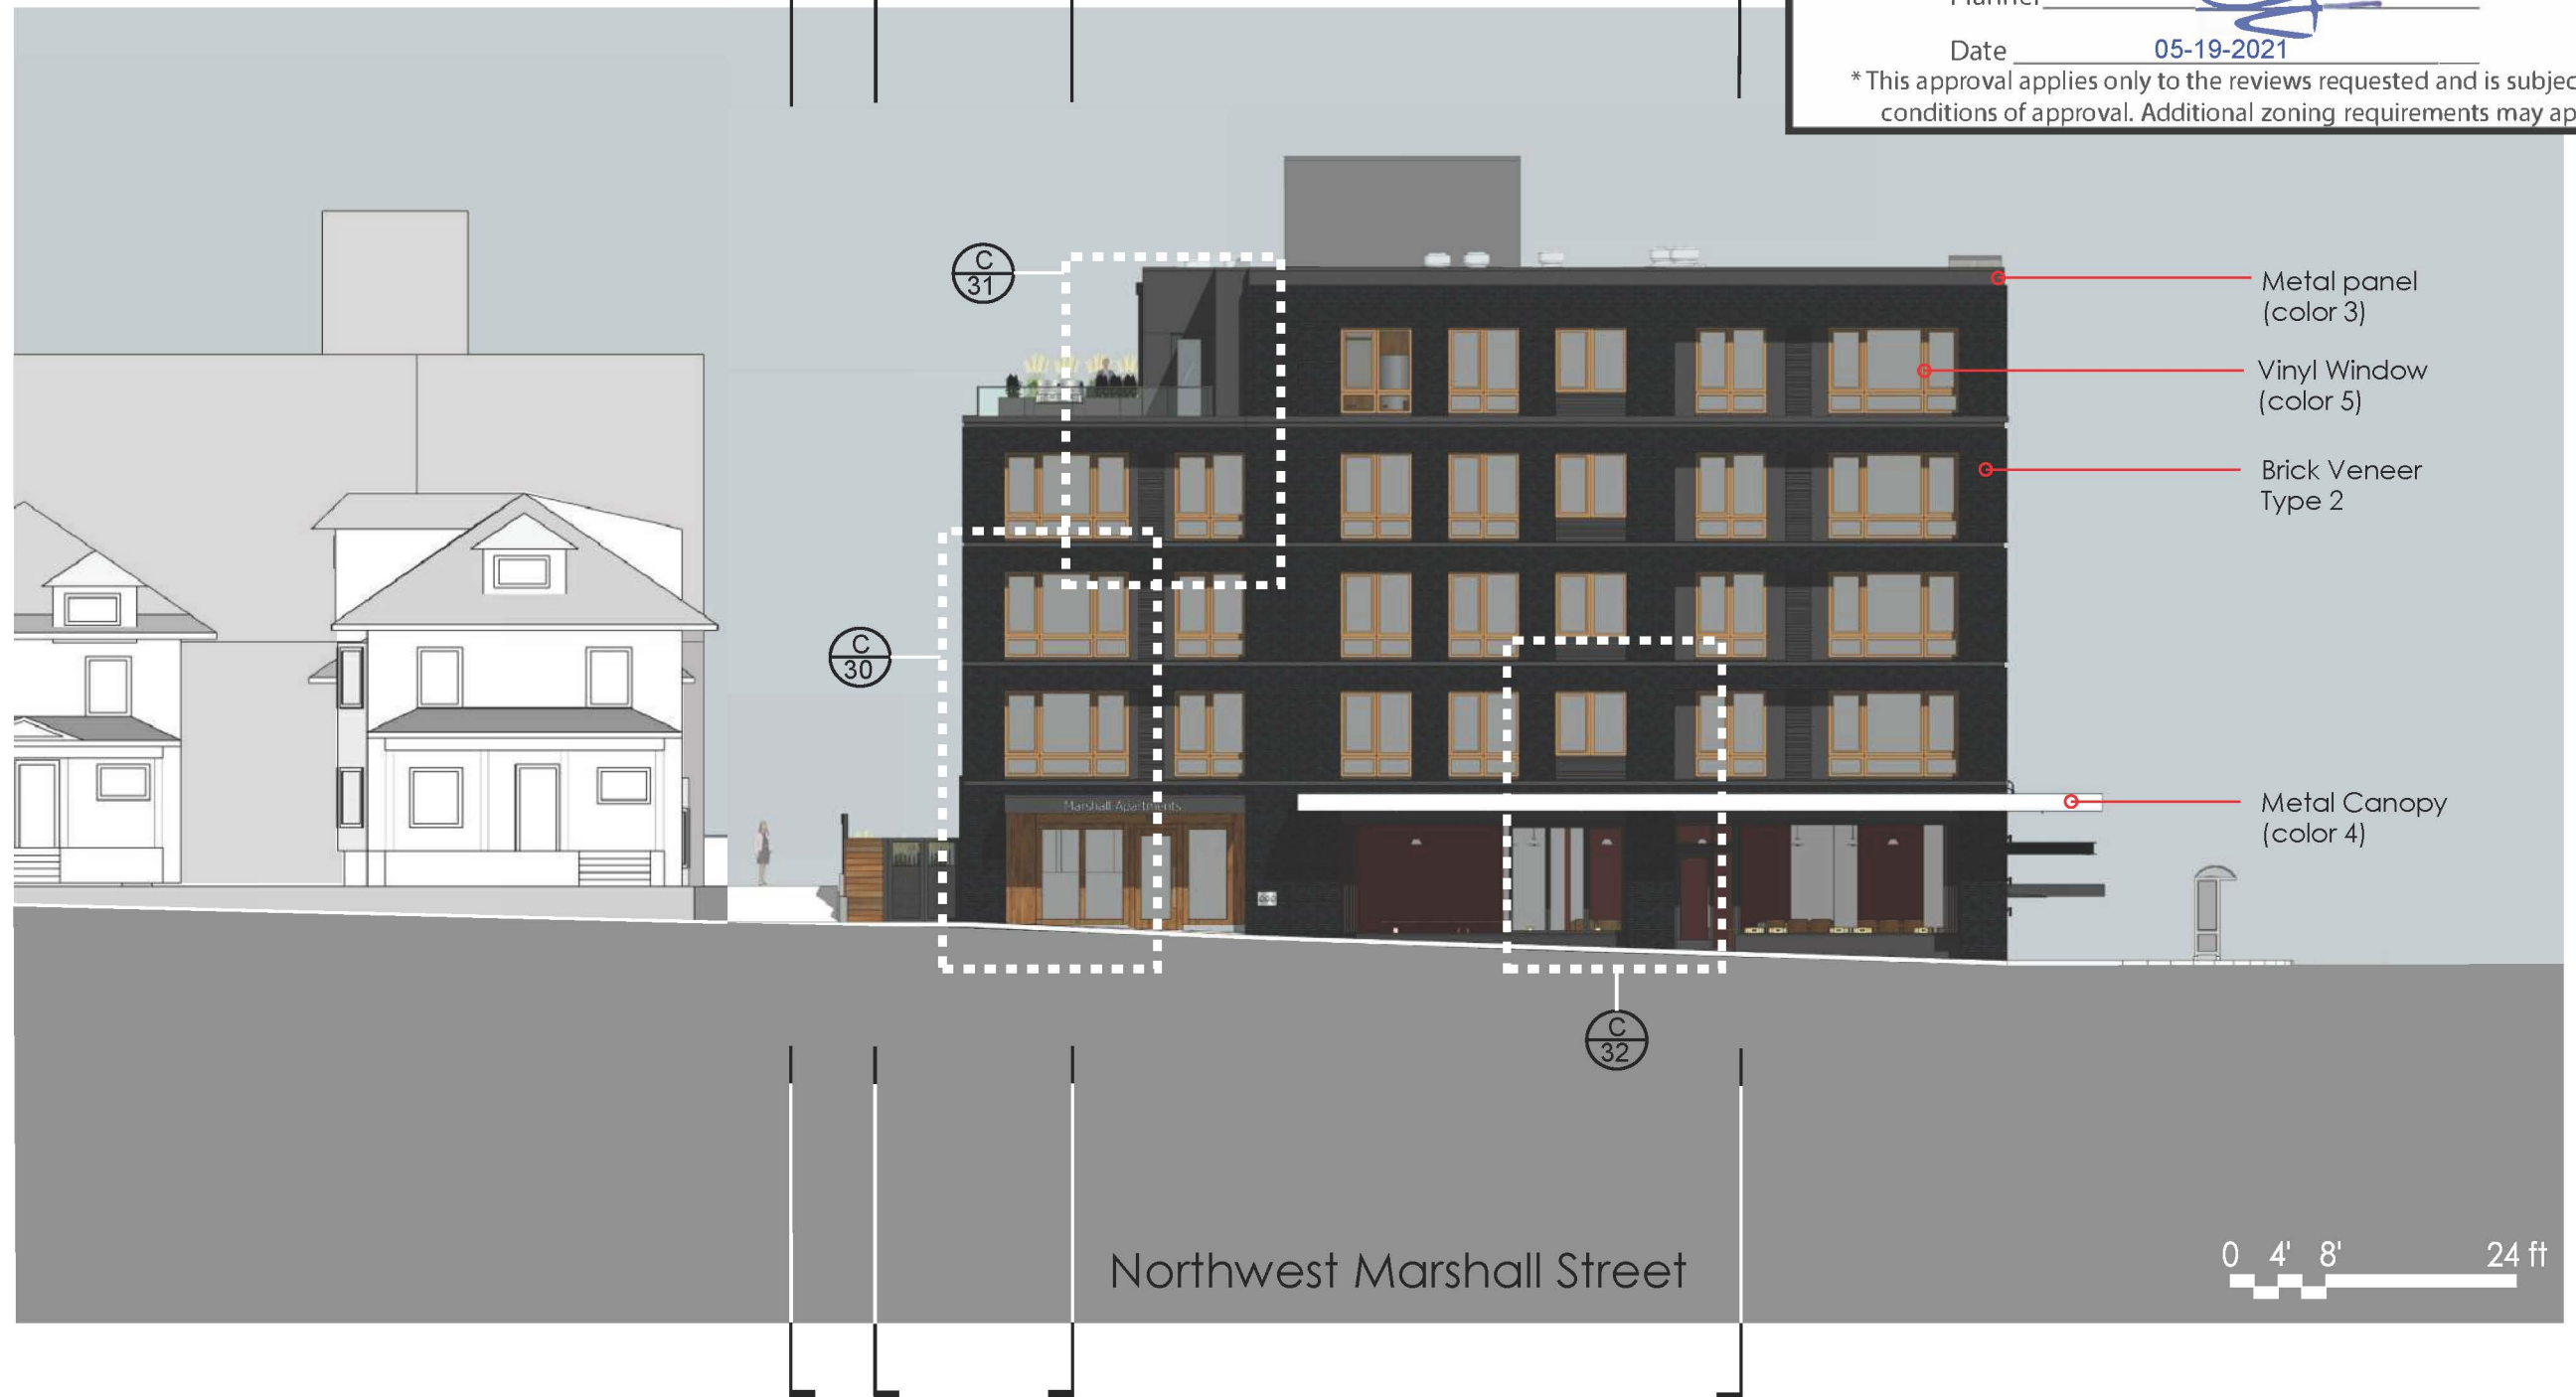 Planner
Date 05-19-2021
* This approval applies only to the reviews requested and is subjec
conditions of approval. Additional zoning requirements may ap
C
31
Metal panel
(color 3)
Vinyl Window
(color 5)
Brick Veneer
Type 2
C
30
Marshall Apartments
Metal Canopy
(color 4)
C
32
Northwest Marshall Street
0 4' 8' 24 ft